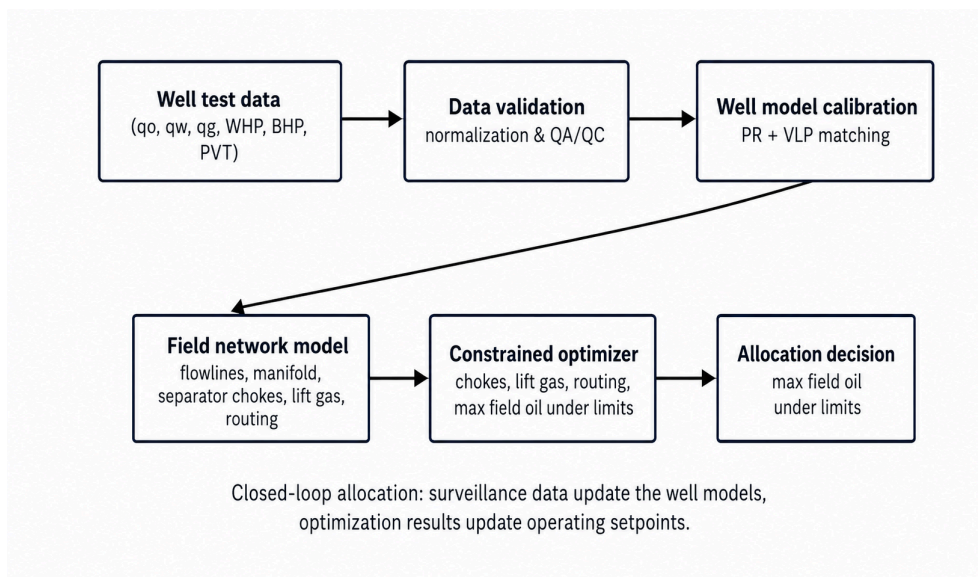 Well test data
(qo, qw, qg, WHP, BHP,
PVT)
Data validation
normalization & QA/QC
Well model calibration
PR + VLP matching
Field network model
flowlines, manifold,
separator chokes, lift gas,
routing
Constrained optimizer
chokes, lift gas, routing,
max field oil under limits
Allocation decision
max field oil
under limits
Closed-loop allocation: surveillance data update the well models,
optimization results update operating setpoints.